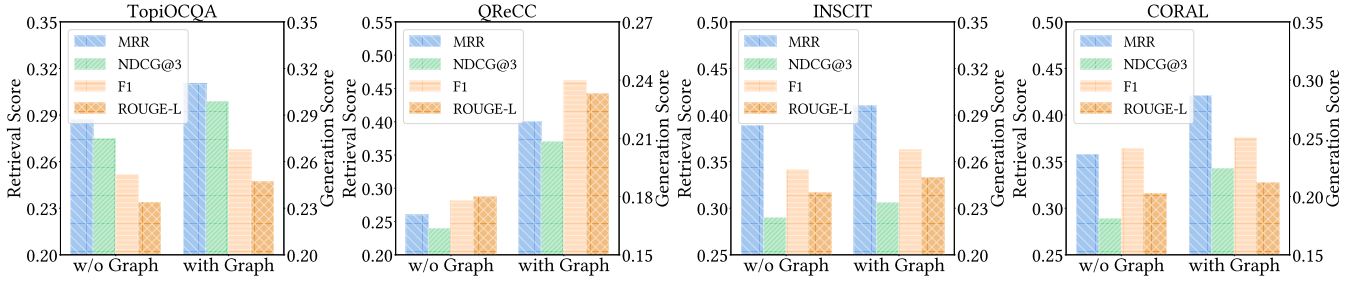 TopiOCQA
0.35
0.32
0.29
0.26
0.23
0.20
Retrieval Score
MRR
NDCG@3
F1
ROUGE-L
w/o Graph
with Graph
0.35
0.32
0.29
0.26
0.23
0.20
Generation Score
QReCC
0.55
0.50
0.45
0.40
0.35
0.30
0.25
0.20
Retrieval Score
MRR
NDCG@3
F1
ROUGE-L
w/o Graph
with Graph
0.27
0.24
0.21
0.18
0.15
Generation Score
INSCIT
0.50
0.45
0.40
0.35
0.30
0.25
Retrieval Score
MRR
NDCG@3
F1
ROUGE-L
w/o Graph
with Graph
0.35
0.32
0.29
0.26
0.23
0.20
Generation Score
CORAL
0.50
0.45
0.40
0.35
0.30
0.25
Retrieval Score
MRR
NDCG@3
F1
ROUGE-L
w/o Graph
with Graph
0.35
0.30
0.25
0.20
0.15
Generation Score